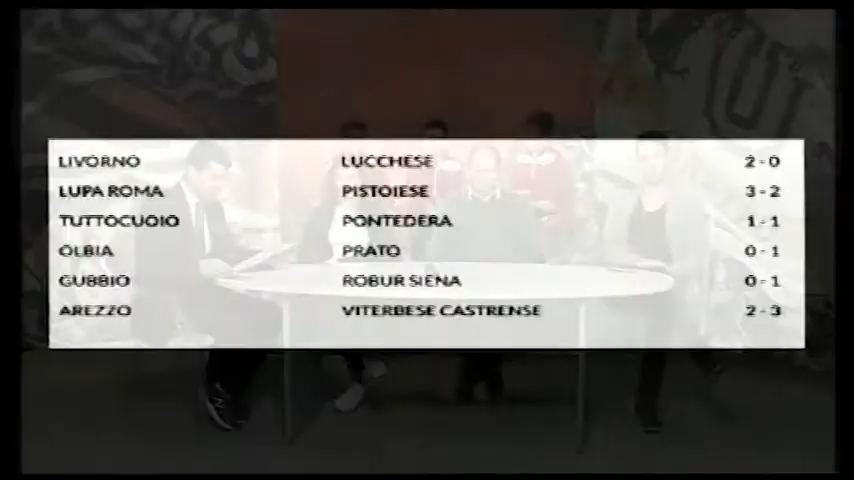 LIVORNO LUCCHESE 2 - 0
LUPA ROMA PISTOIESE 3 - 2
TUTTOCUOIO PONTEDERA 1 - 1
OLBIA PRATO 0 - 1
GUBBIO ROBUR SIENA 0 - 1
AREZZO VITERBESE CASTRENSE 2 - 3